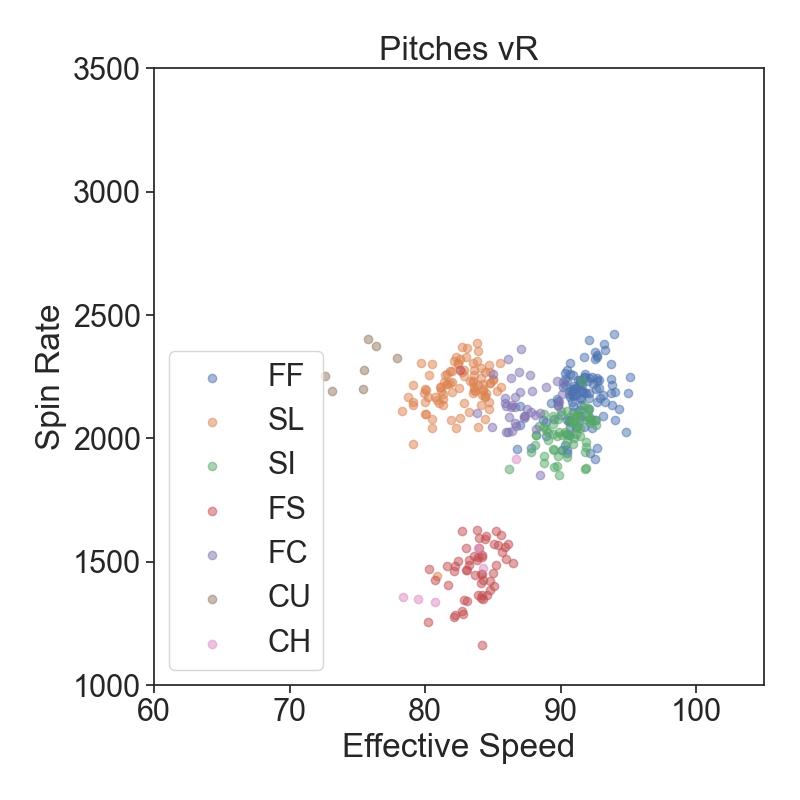 Pitches vR
3500
3000
2500
2000
1500
1000
Spin Rate
FF
SL
SI
FS
FC
CU
CH
60 70 80 90 100
Effective Speed